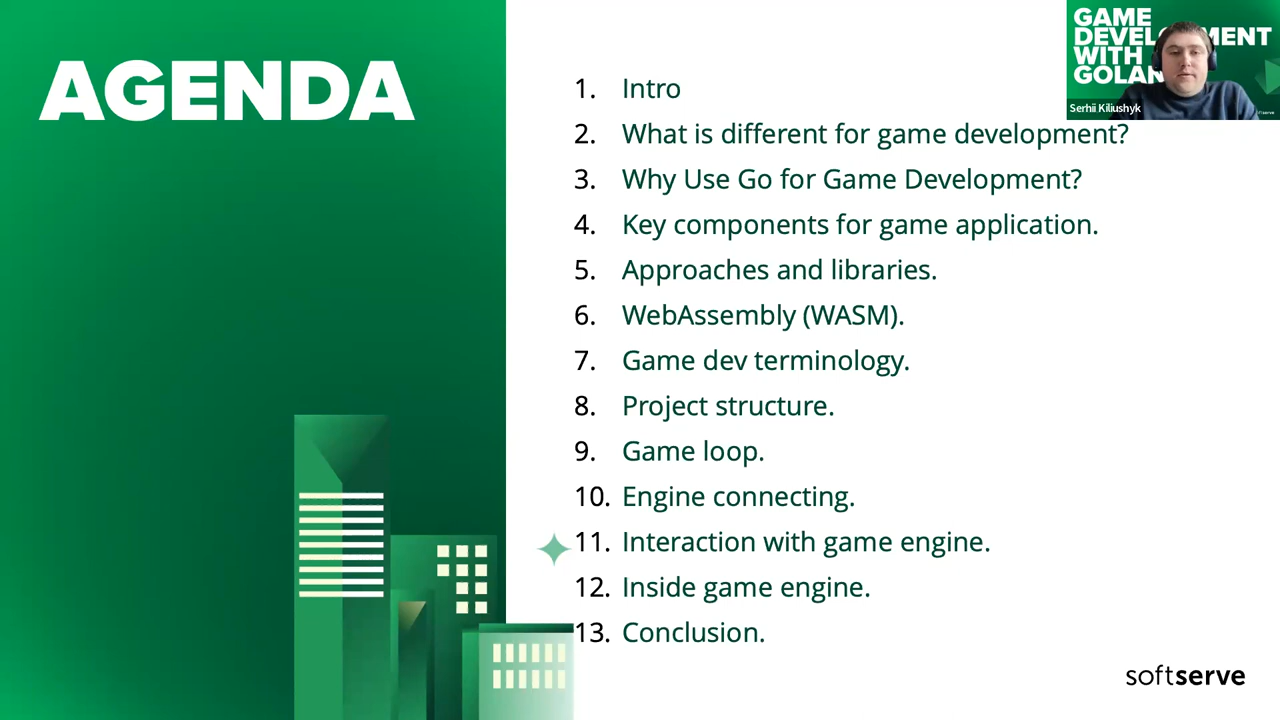 AGENDA
1. Intro
2. What is different for game development?
3. Why Use Go for Game Development?
4. Key components for game application.
5. Approaches and libraries.
6. WebAssembly (WASM).
7. Game dev terminology.
8. Project structure.
9. Game loop.
10. Engine connecting.
11. Interaction with game engine.
12. Inside game engine.
13. Conclusion.
GAME
WITH
Serhii Kiliushyk
softserve